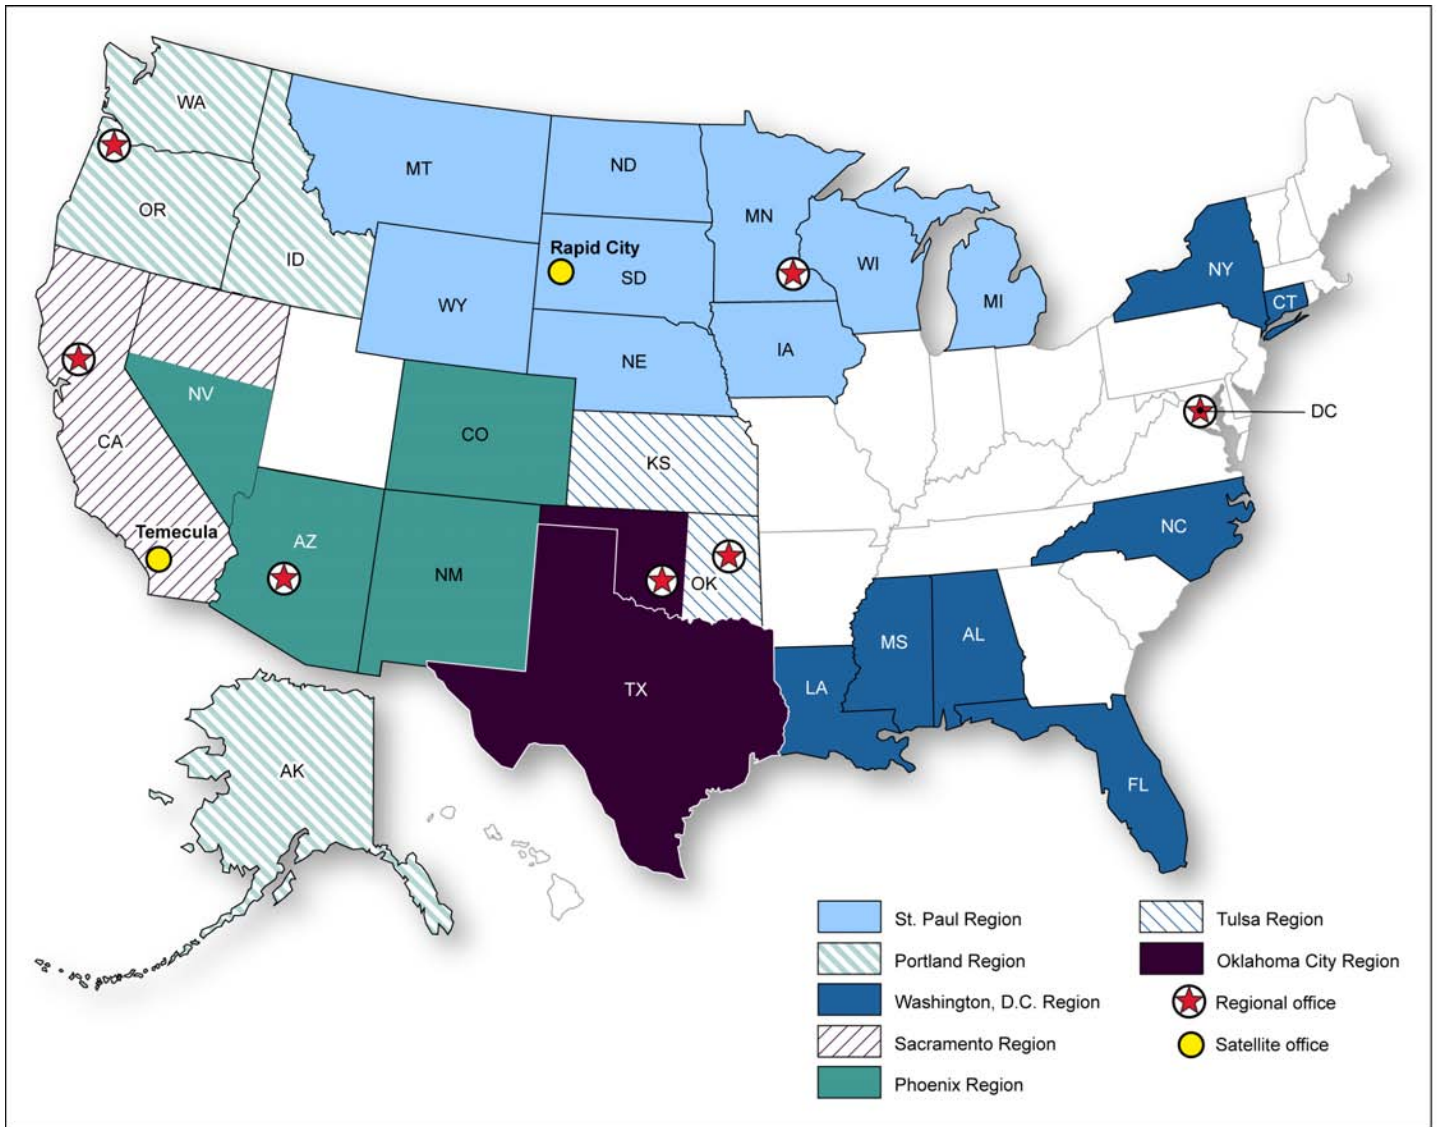 WA
MT
ND
MN
OR
ID
Rapid City
SD
WI
MI
NY
CT
WY
NE
IA
NV
CO
DC
CA
KS
Temecula
AZ
NM
OK
NC
MS
AL
TX
LA
AK
FL
St. Paul Region
Portland Region
Washington, D.C. Region
Sacramento Region
Phoenix Region
Tulsa Region
Oklahoma City Region
Regional office
Satellite office